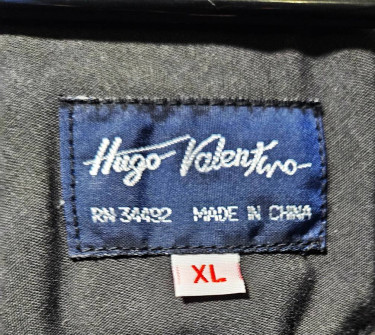 Hugo Valentino
RN 34492 MADE IN CHINA
XL